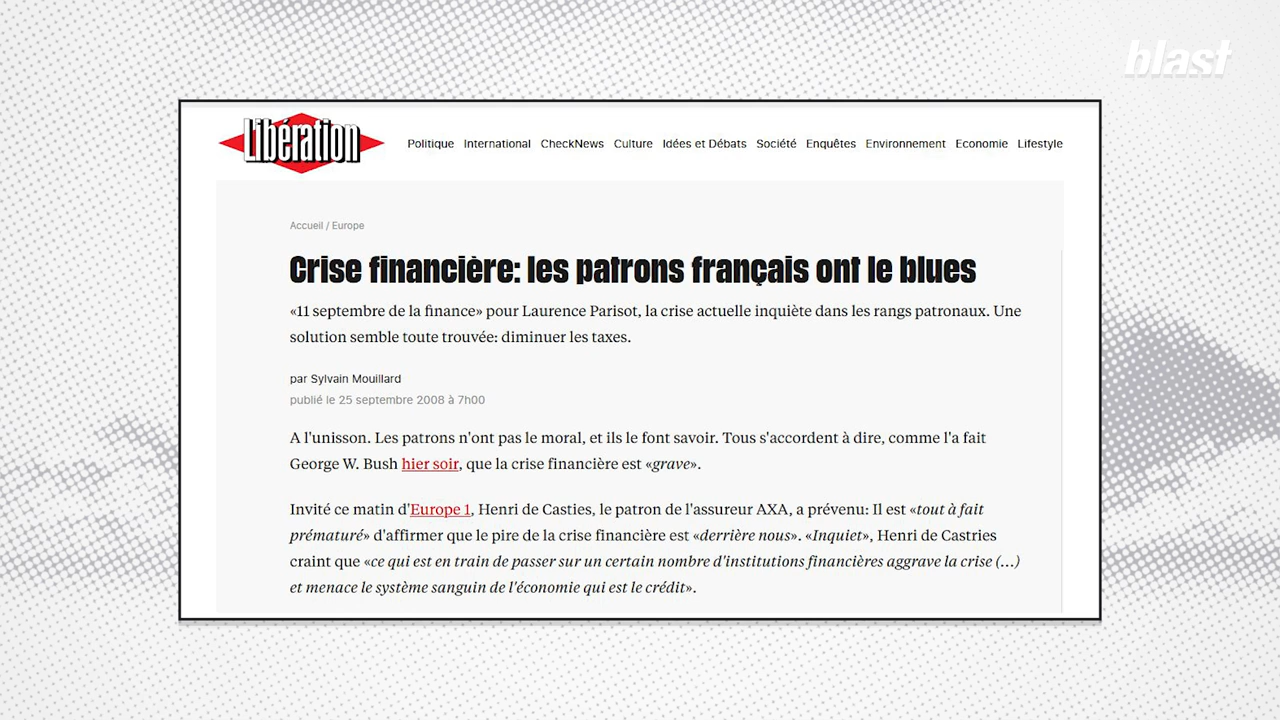 blast
Libération
Politique International CheckNews Culture Idées et Débats Société Enquêtes Environnement Economie Lifestyle
Accueil / Europe
Crise financière: les patrons français ont le blues
«11 septembre de la finance» pour Laurence Parisot, la crise actuelle inquiète dans les rangs patronaux. Une
solution semble toute trouvée: diminuer les taxes.
par Sylvain Mouillard
publié le 25 septembre 2008 à 7h00
A l'unisson. Les patrons n'ont pas le moral, et ils le font savoir. Tous s'accordent à dire, comme l'a fait
George W. Bush hier soir, que la crise financière est «grave».
Invité ce matin d'Europe 1, Henri de Casties, le patron de l'assureur AXA, a prévenu: Il est «tout à fait
prématuré» d'affirmer que le pire de la crise financière est «derrière nous». «Inquiet», Henri de Castries
craint que «ce qui est en train de passer sur un certain nombre d'institutions financières aggrave la crise (...)
et menace le système sanguin de l'économie qui est le crédit».